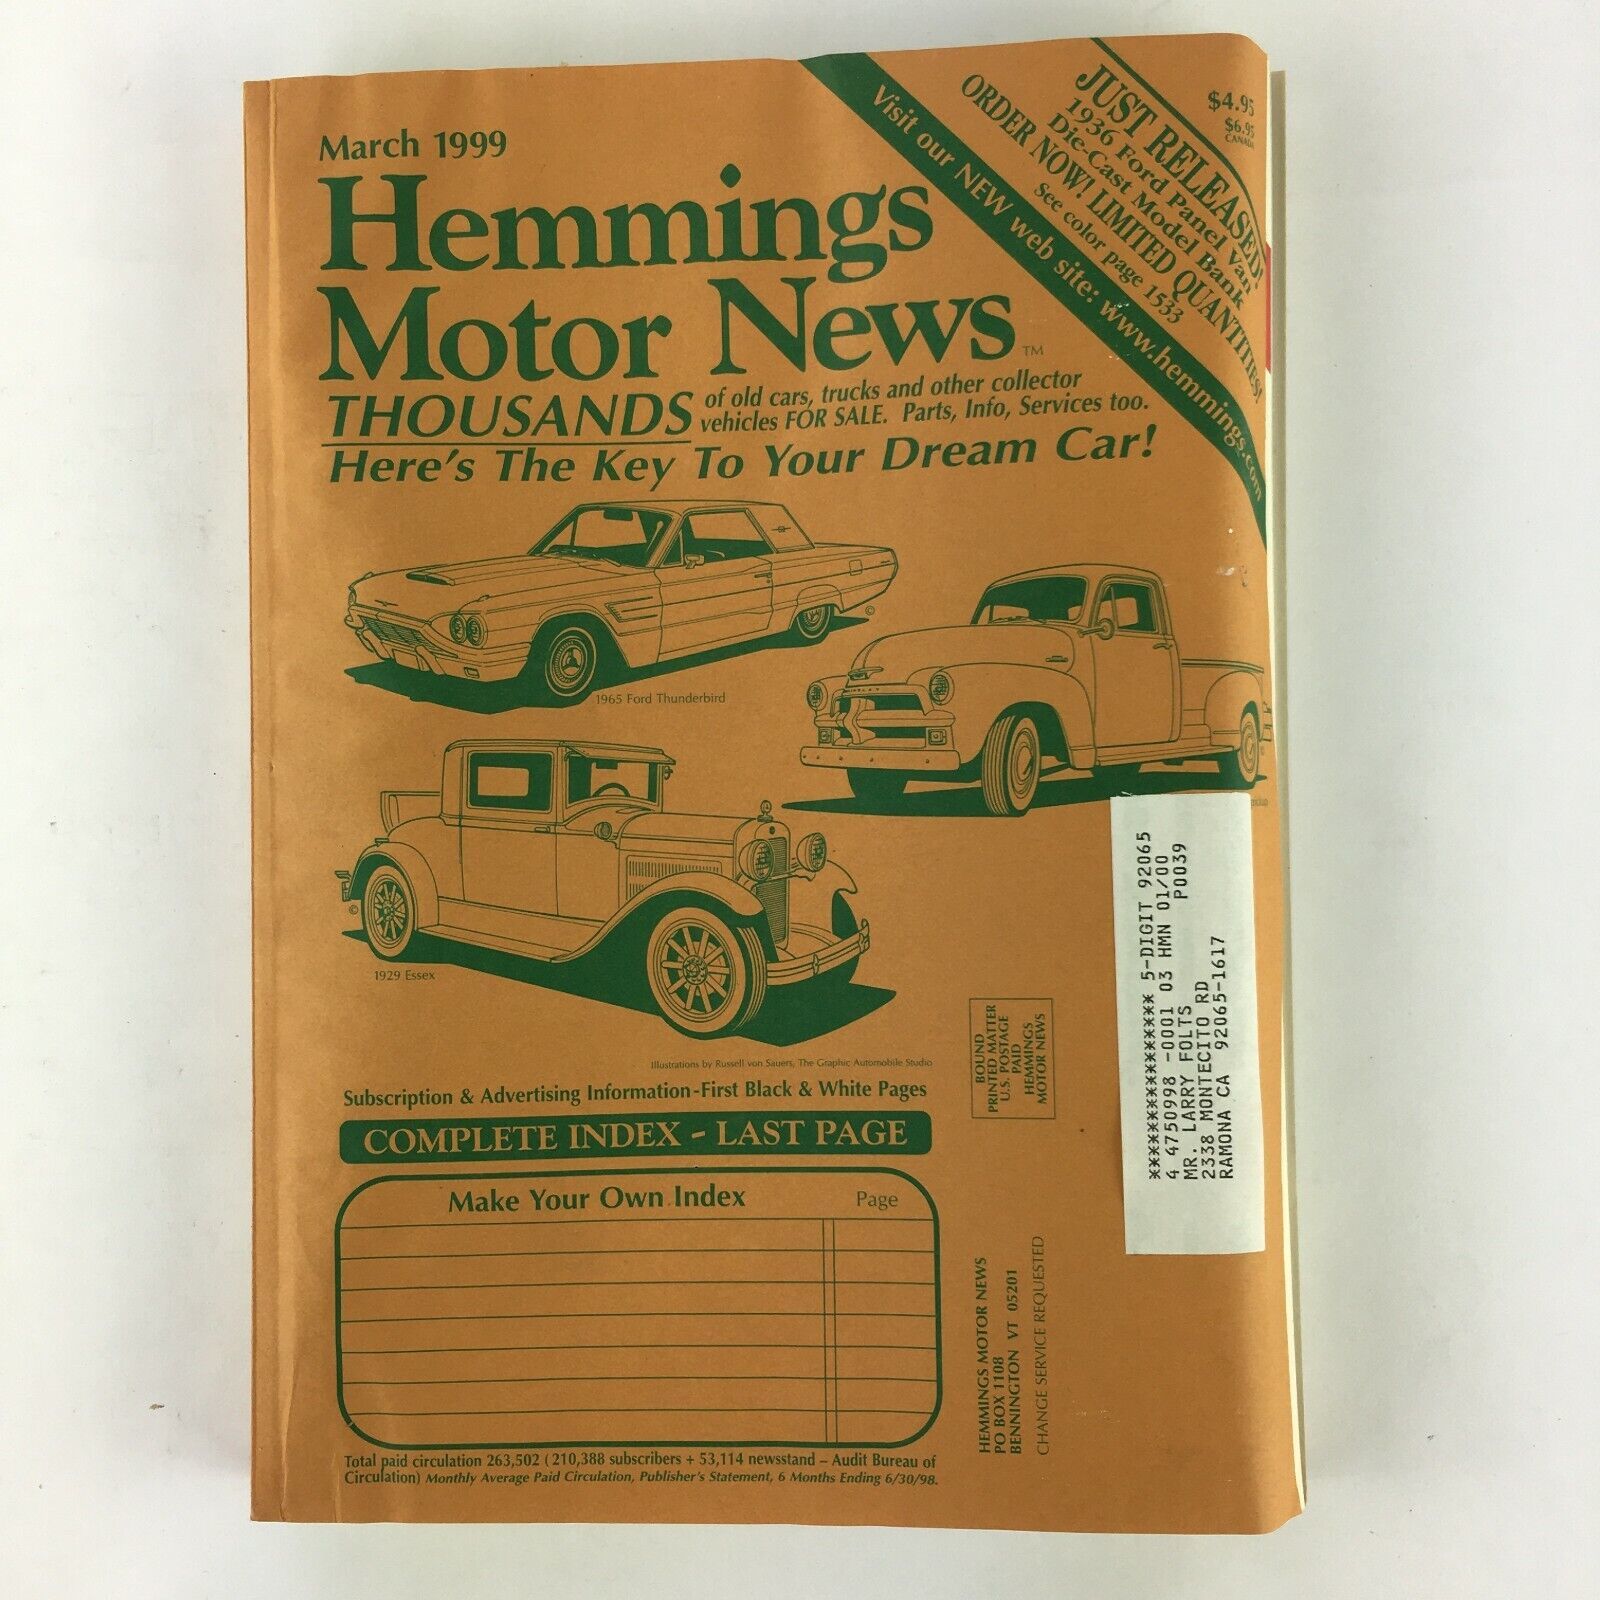 March 1999
Hemmings
Motor News™
THOUSANDS of old cars, trucks and other collector
vehicles FOR SALE. Parts, Info, Services too.
Here's The Key To Your Dream Car!
Visit our NEW web site: www.hemmings.com
JUST RELEASED!
1936 Ford Panel Van
Die-Cast Model Bank
ORDER NOW! LIMITED QUANTITIES!
See color page 1533
$4.95
$6.95
CANADA
©
1965 Ford Thunderbird
CHEVROLET
©
1929 Essex
Illustrations by Russell von Sauers, The Graphic Automobile Studio
Subscription & Advertising Information-First Black & White Pages
COMPLETE INDEX - LAST PAGE
Make Your Own Index Page
Total paid circulation 263,502 (210,388 subscribers + 53,114 newsstand – Audit Bureau of
Circulation) Monthly Average Paid Circulation, Publisher's Statement, 6 Months Ending 6/30/98.
BOUND
PRINTED MATTER
U.S. POSTAGE
PAID
HEMMINGS
MOTOR NEWS
HEMMINGS MOTOR NEWS
PO BOX 1108
BENNINGTON VT 05201
CHANGE SERVICE REQUESTED
***************** 5-DIGIT 92065
4 4750998 -0001 03 HMN 01/00
MR. LARRY FOLTS P0039
2338 MONTECITO RD
RAMONA CA 92065-1617